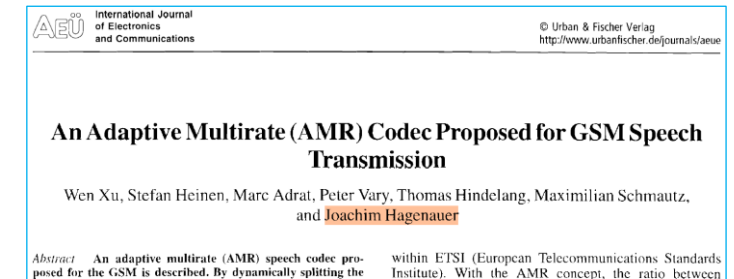 AEÜ
International Journal
of Electronics
and Communications
© Urban & Fischer Verlag
http://www.urbanfischer.de/journals/aeue
An Adaptive Multirate (AMR) Codec Proposed for GSM Speech
Transmission
Wen Xu, Stefan Heinen, Marc Adrat, Peter Vary, Thomas Hindelang, Maximilian Schmautz,
and Joachim Hagenauer
Abstract An adaptive multirate (AMR) speech codec pro-
posed for the GSM is described. By dynamically splitting the
within ETSI (European Telecommunications Standards
Institute). With the AMR concept, the ratio between